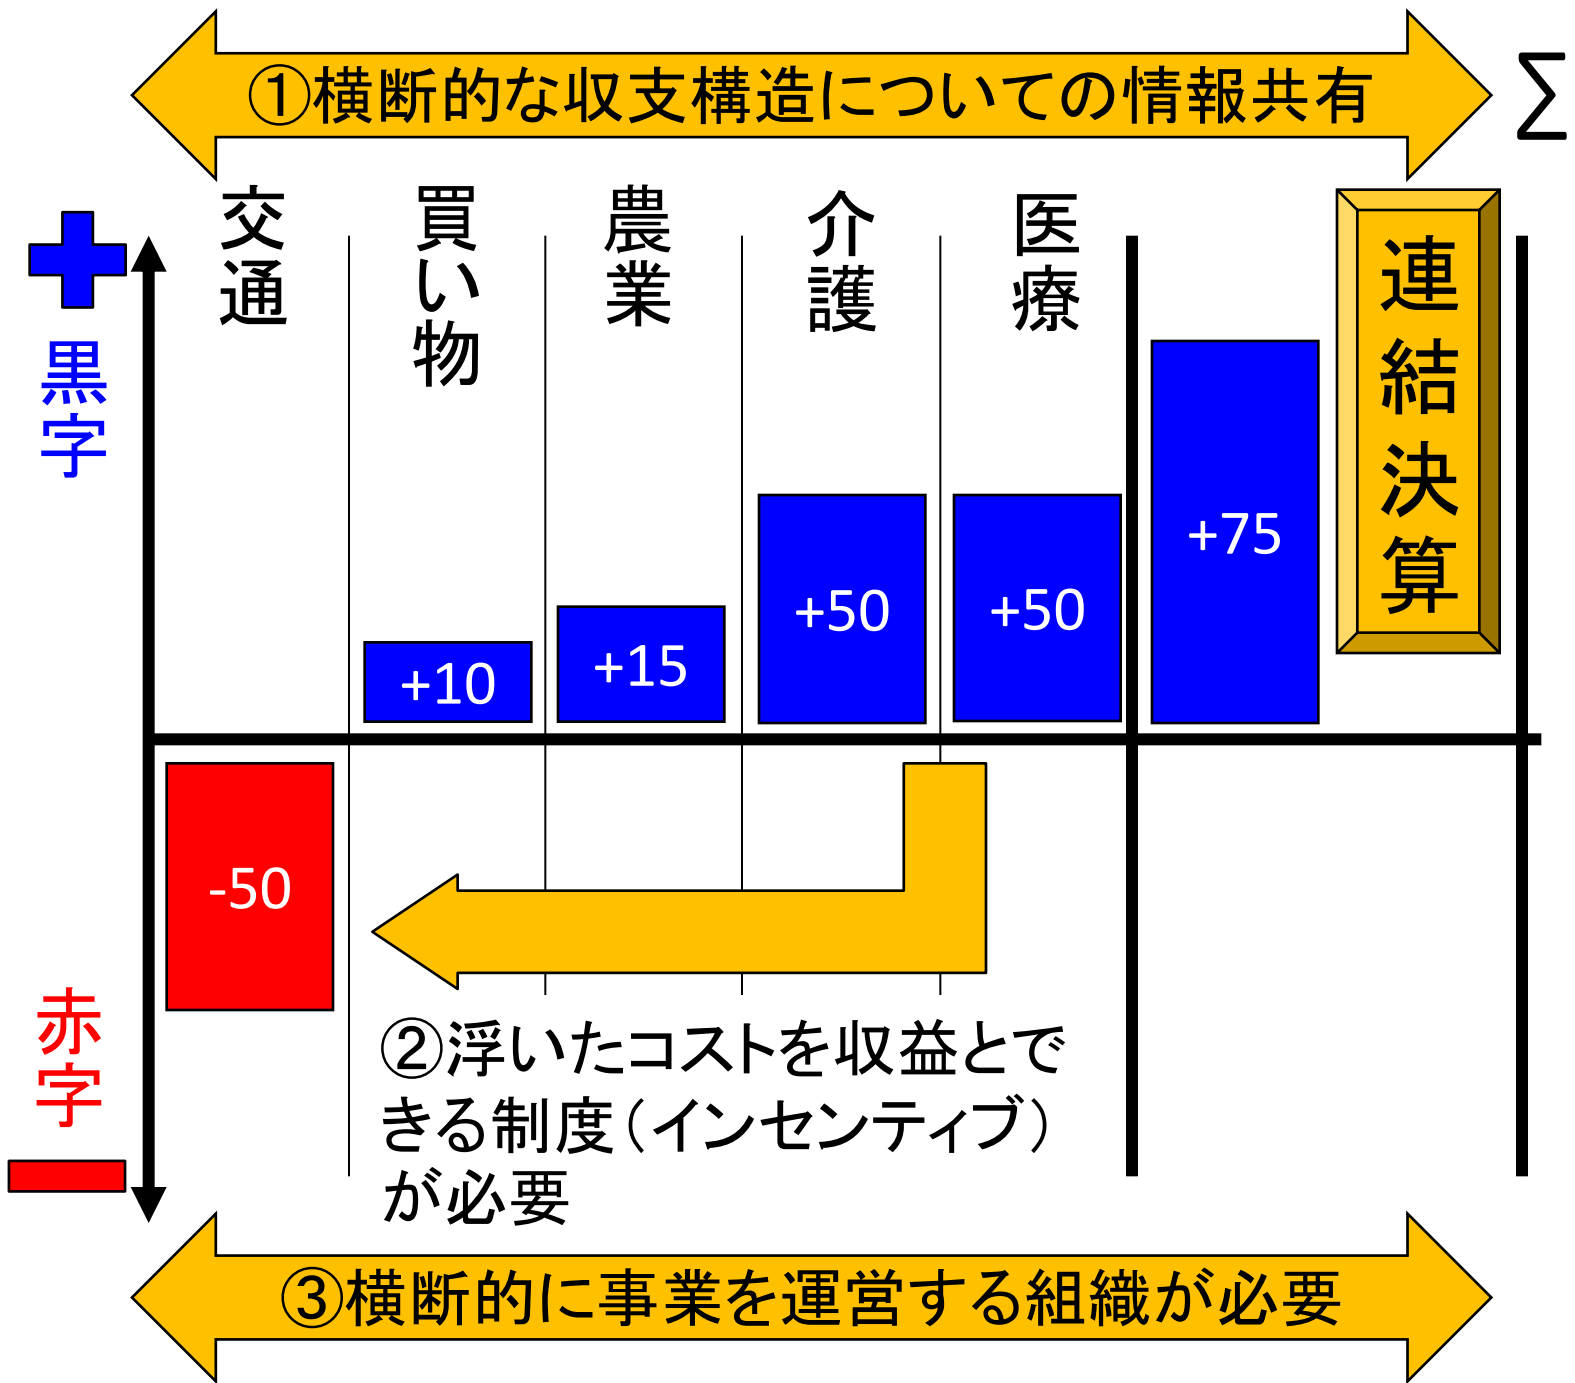 ①横断的な収支構造についての情報共有
∑
交通
買い物
農業
介護
医療
連結決算
黒字
+75
+50
+50
+15
+10
-50
赤字
②浮いたコストを収益とで
きる制度（インセンティブ）
が必要
③横断的に事業を運営する組織が必要